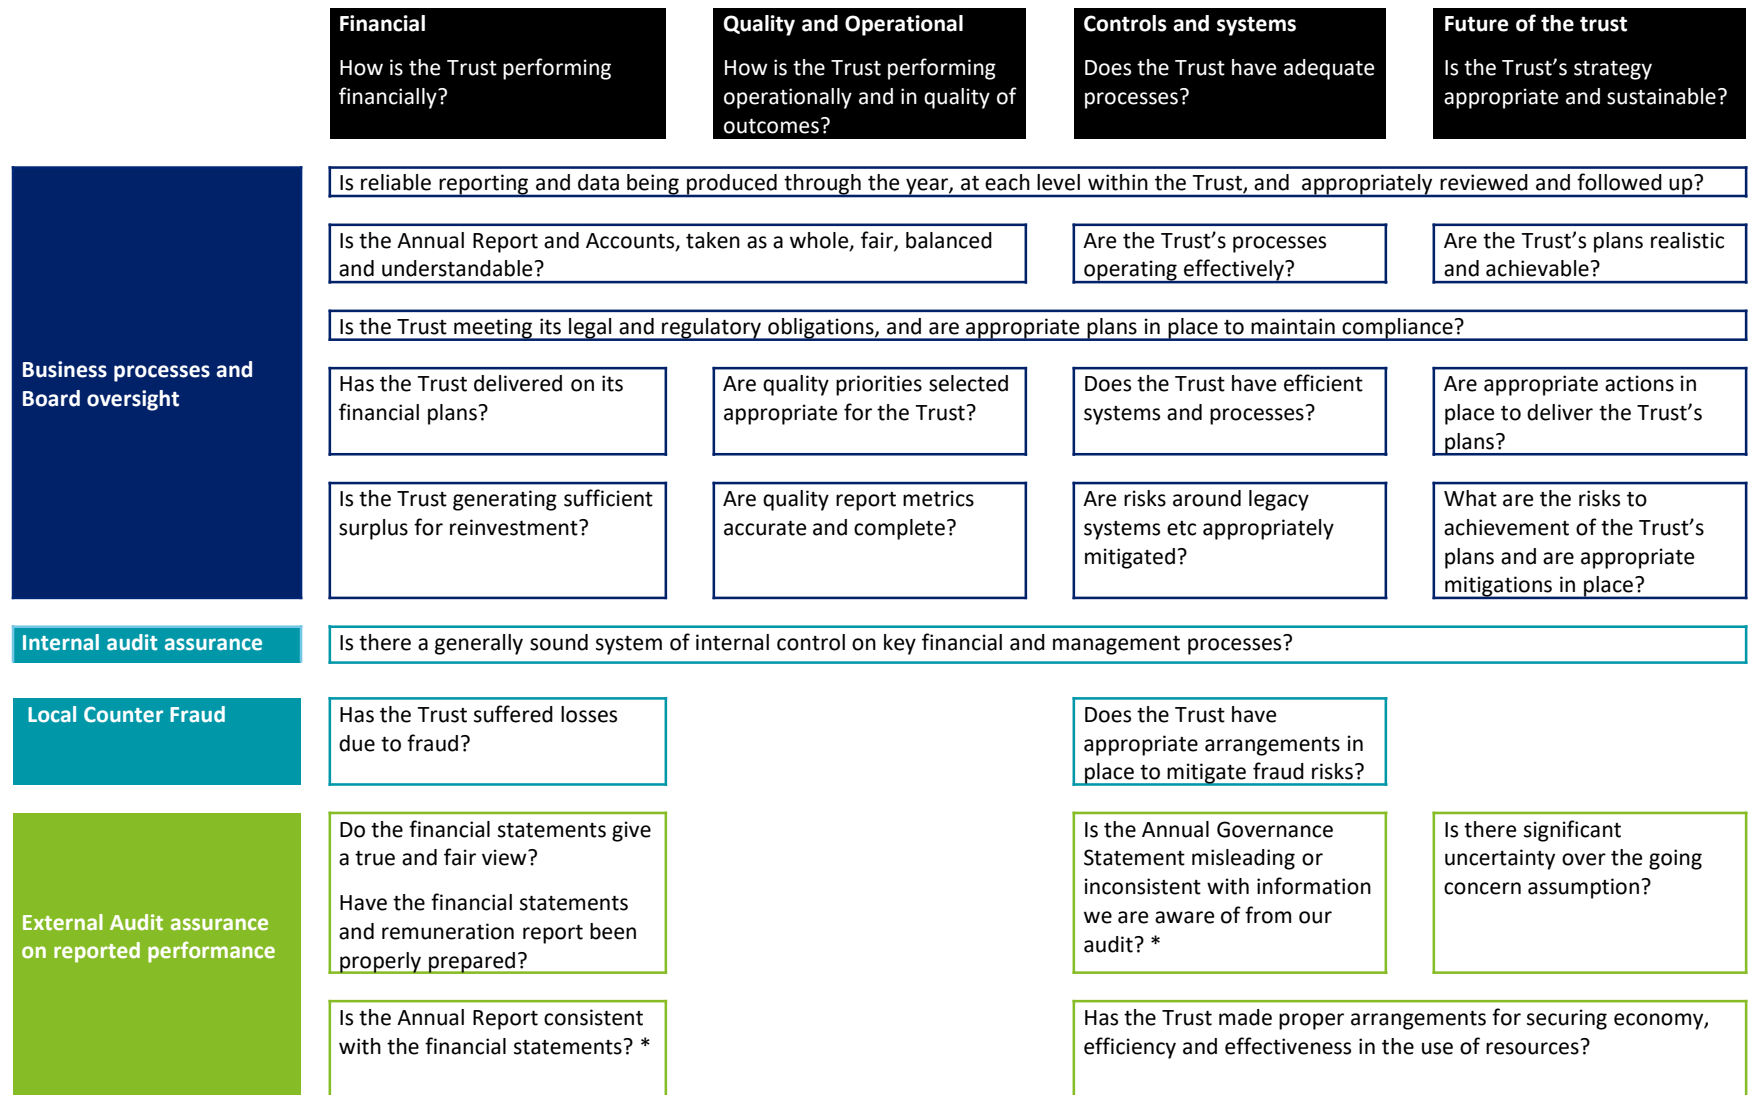 Financial
How is the Trust performing
financially?
Quality and Operational
How is the Trust performing
operationally and in quality of
outcomes?
Controls and systems
Does the Trust have adequate
processes?
Future of the trust
Is the Trust’s strategy
appropriate and sustainable?
Business processes and
Board oversight
Is reliable reporting and data being produced through the year, at each level within the Trust, and  appropriately reviewed and followed up?
Is the Annual Report and Accounts, taken as a whole, fair, balanced
and understandable?
Are the Trust’s processes
operating effectively?
Are the Trust’s plans realistic
and achievable?
Is the Trust meeting its legal and regulatory obligations, and are appropriate plans in place to maintain compliance?
Has the Trust delivered on its
financial plans?
Are quality priorities selected
appropriate for the Trust?
Does the Trust have efficient
systems and processes?
Are appropriate actions in
place to deliver the Trust’s
plans?
Is the Trust generating sufficient
surplus for reinvestment?
Are quality report metrics
accurate and complete?
Are risks around legacy
systems etc appropriately
mitigated?
What are the risks to
achievement of the Trust’s
plans and are appropriate
mitigations in place?
Internal audit assurance
Is there a generally sound system of internal control on key financial and management processes?
Local Counter Fraud
Has the Trust suffered losses
due to fraud?
Does the Trust have
appropriate arrangements in
place to mitigate fraud risks?
External Audit assurance
on reported performance
Do the financial statements give
a true and fair view?
Have the financial statements
and remuneration report been
properly prepared?
Is the Annual Governance
Statement misleading or
inconsistent with information
we are aware of from our
audit? *
Is there significant
uncertainty over the going
concern assumption?
Is the Annual Report consistent
with the financial statements? *
Has the Trust made proper arrangements for securing economy,
efficiency and effectiveness in the use of resources?